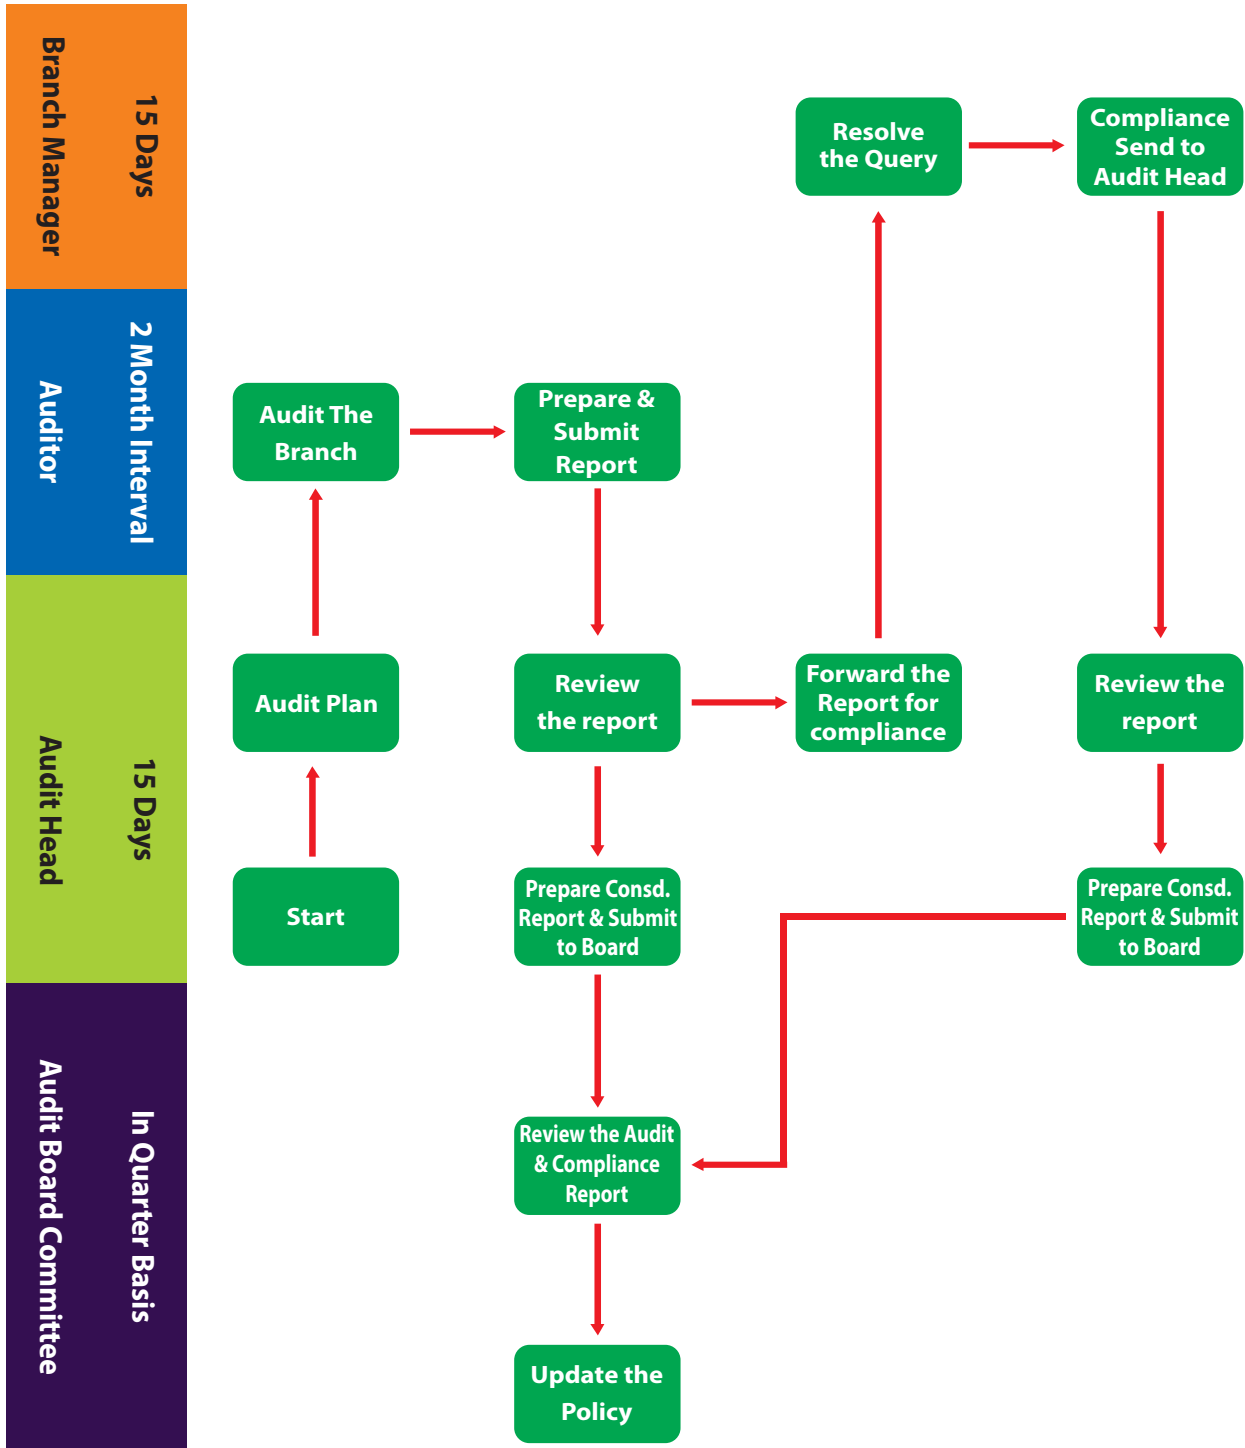 Branch Manager
15 Days
Resolve
the Query
Compliance
Send to
Audit Head
Auditor
2 Month Interval
Audit The
Branch
Prepare &
Submit
Report
Audit Head
15 Days
Audit Plan
Review
the report
Forward the
Report for
compliance
Review the
report
Start
Prepare Consd.
Report & Submit
to Board
Prepare Consd.
Report & Submit
to Board
Audit Board Committee
In Quarter Basis
Review the Audit
& Compliance
Report
Update the
Policy